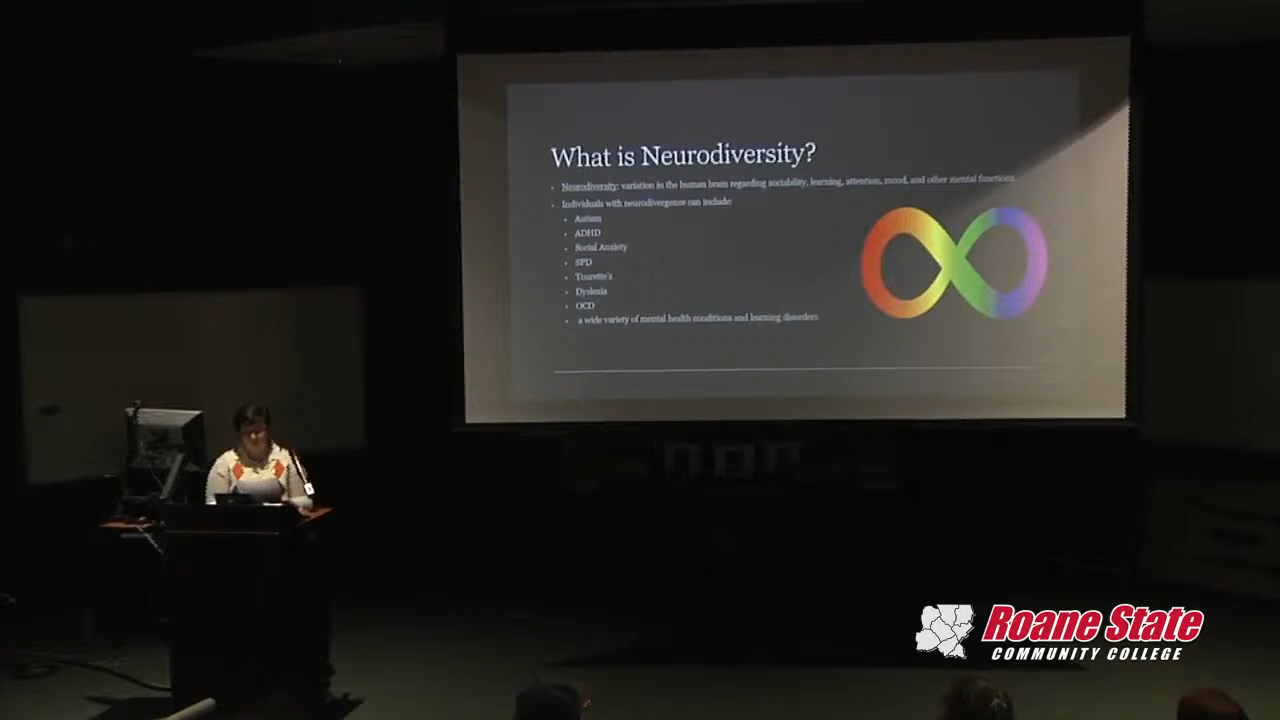 What is Neurodiversity?
Neurodiversity: variation in the human brain regarding sociability, learning, attention, mood, and other mental functions.
Individuals with neurodivergence can include:
Autism
ADHD
Social Anxiety
SPD
Tourette's
Dyslexia
OCD
a wide variety of mental health conditions and learning disorders
Roane State
COMMUNITY COLLEGE